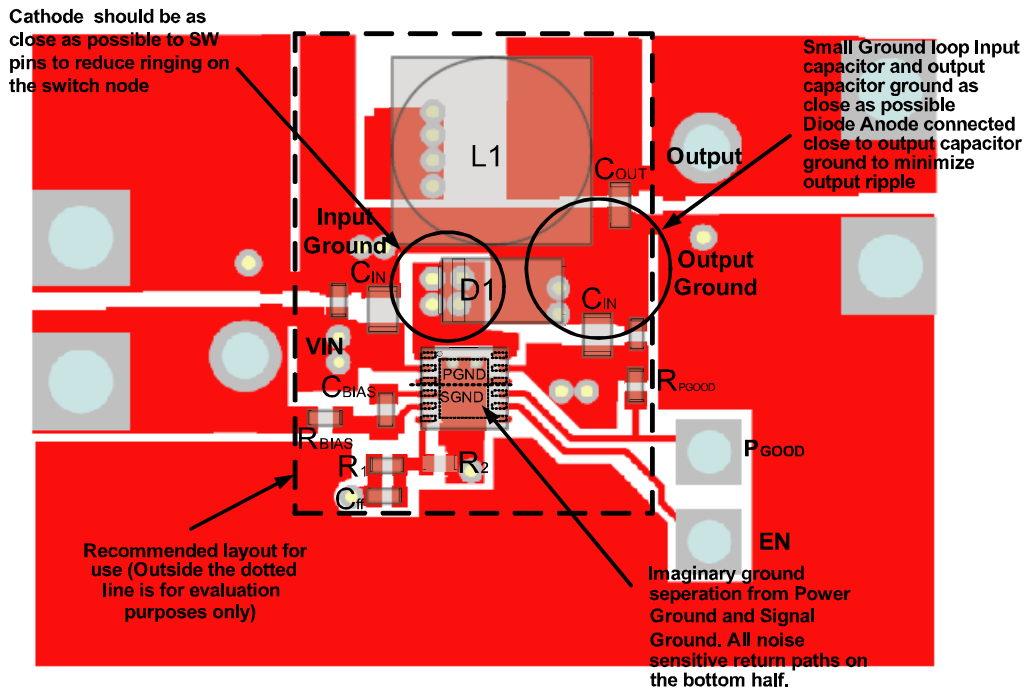 Cathode should be as
close as possible to SW
pins to reduce ringing on
the switch node
Small Ground loop Input
capacitor and output
capacitor ground as
close as possible
Diode Anode connected
close to output capacitor
ground to minimize
output ripple
L1
Output
COUT
Input
Ground
Output
Ground
CIN
D1
CIN
VIN
PGND
SGND
CBIAS
RPGOOD
RBIAS
R1
R2
Cff
PGOOD
EN
Recommended layout for
use (Outside the dotted
line is for evaluation
purposes only)
Imaginary ground
seperation from Power
Ground and Signal
Ground. All noise
sensitive return paths on
the bottom half.